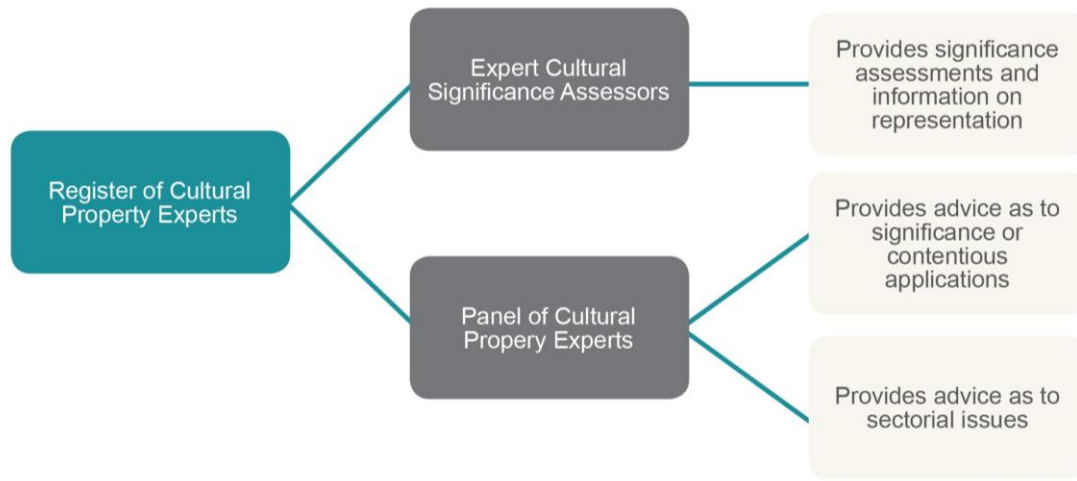 Register of Cultural
Property Experts
Expert Cultural
Significance Assessors
Provides significance
assessments and
information on
representation
Panel of Cultural
Propery Experts
Provides advice as to
significance or
contentious
applications
Provides advice as to
sectorial issues